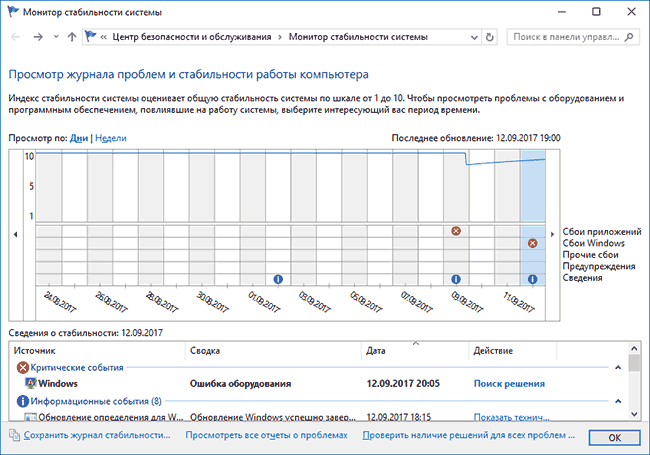 Монитор стабильности системы
« Центр безопасности и обслуживания › Монитор стабильности системы
Поиск в панели управл...
Просмотр журнала проблем и стабильности работы компьютера
Индекс стабильности системы оценивает общую стабильность системы по шкале от 1 до 10. Чтобы просмотреть проблемы с оборудованием и
программным обеспечением, повлиявшие на работу системы, выберите интересующий вас период времени.
Просмотр по: Дни | Недели
Последнее обновление: 12.09.2017 19:00
10
5
1
Сбои приложений
Сбои Windows
Прочие сбои
Предупреждения
Сведения
24.08.2017 26.08.2017 28.08.2017 30.08.2017 01.09.2017 03.09.2017 05.09.2017 07.09.2017 09.09.2017 11.09.2017
Сведения о стабильности: 12.09.2017
Источник Сводка Дата Действие
Критические события
Windows Ошибка оборудования 12.09.2017 20:05 Поиск решения
Информационные события (8)
Обновление определения для W... Обновление Windows успешно завер... 12.09.2017 18:15 Показать технич...
Сохранить журнал стабильности... Просмотреть все отчеты о проблемах Проверить наличие решений для всех проблем ...
OK